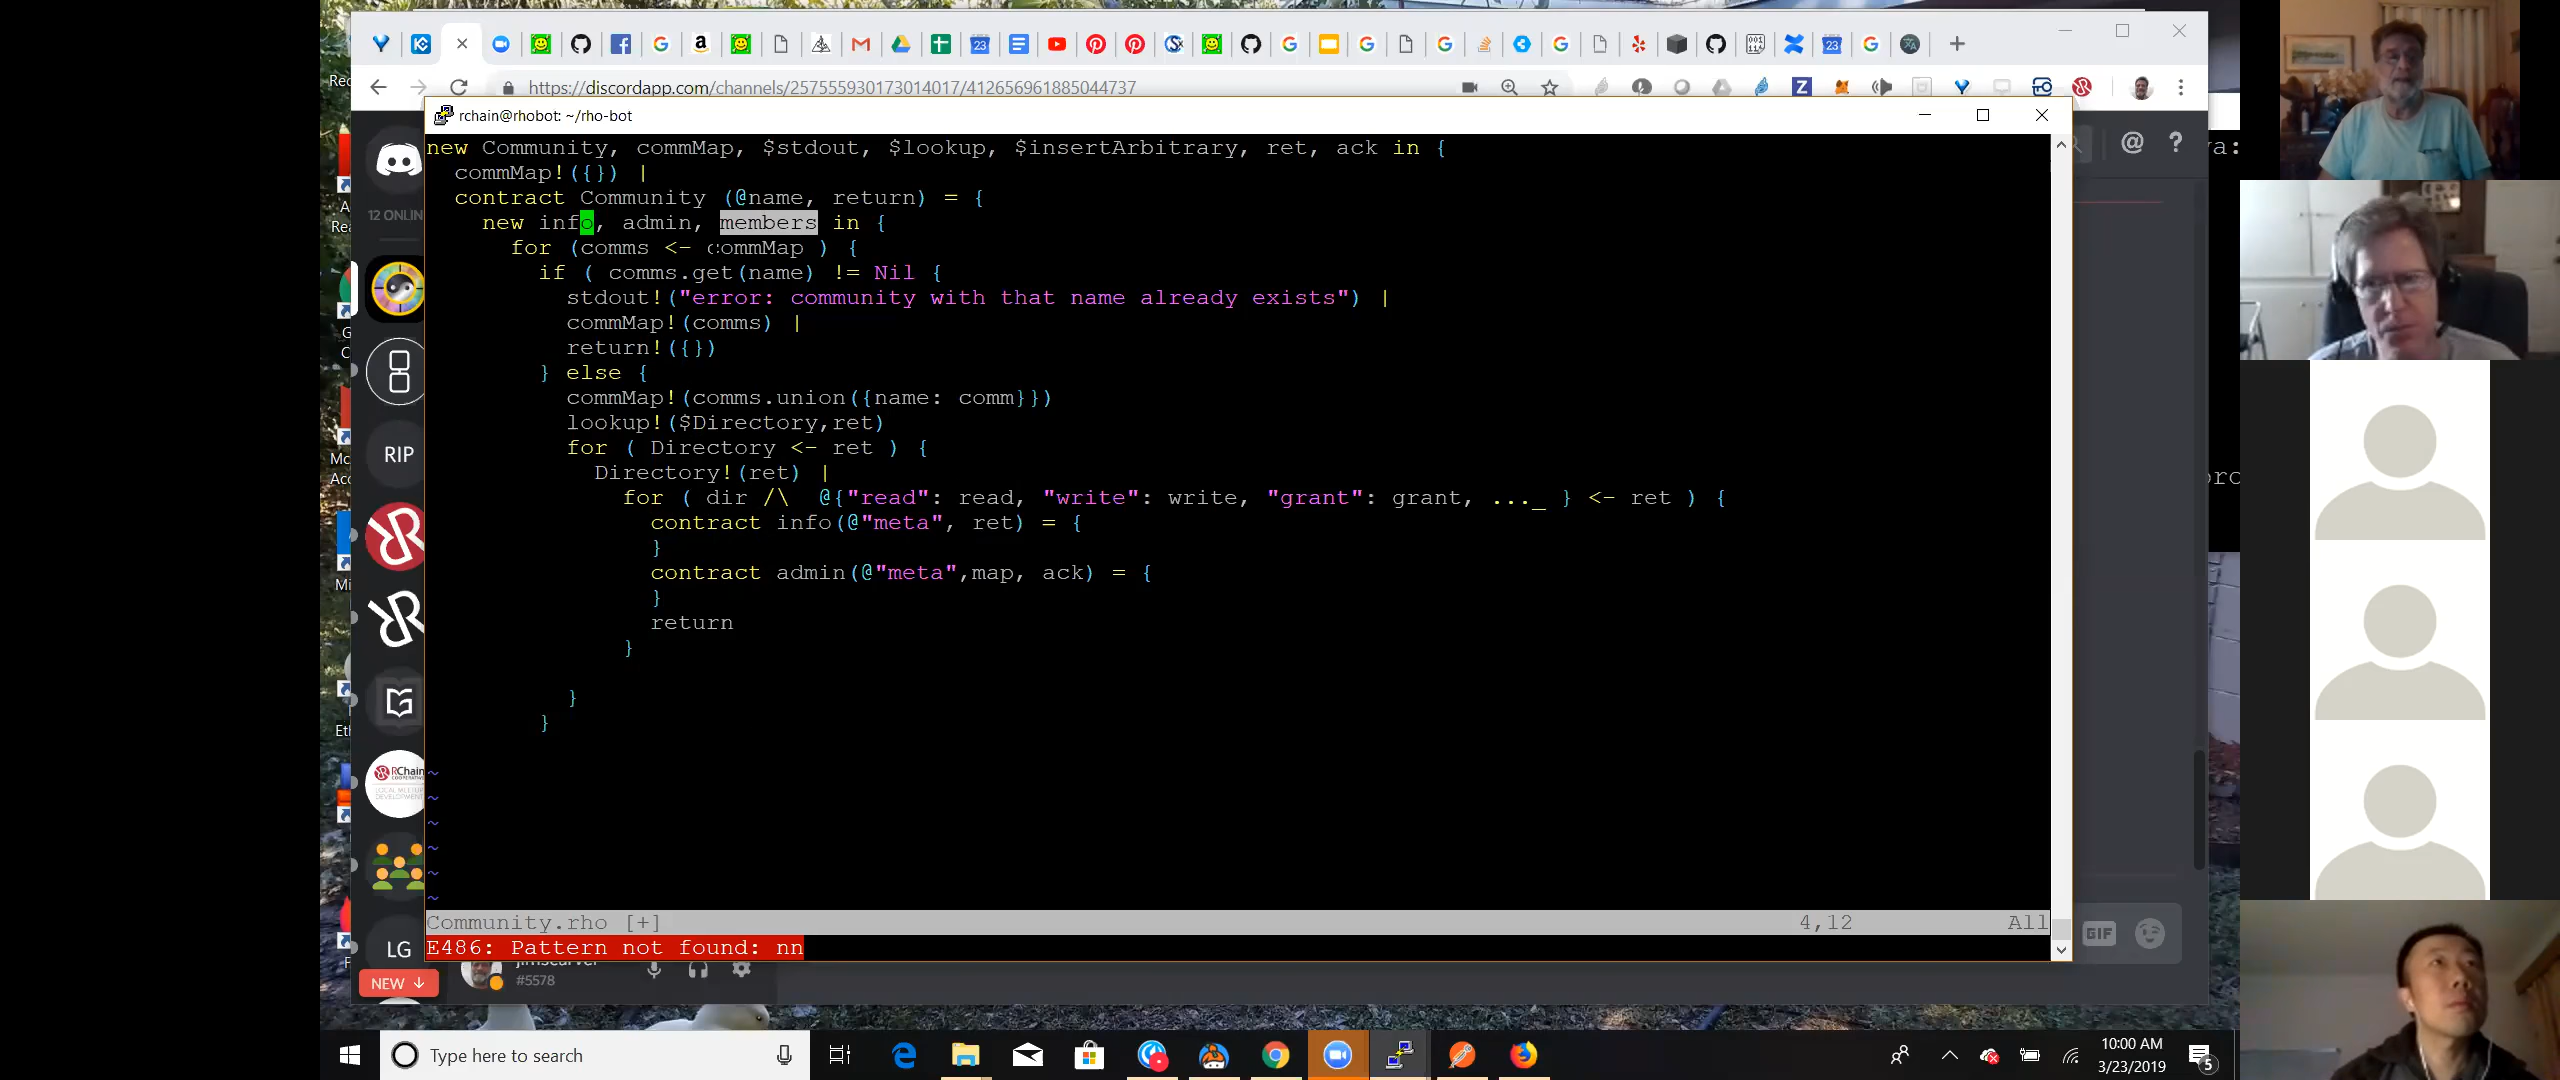 https://discordapp.com/channels/257555930173014017/412656961885044737
rchain@rhobot: ~/rho-bot
new Community, commMap, $stdout, $lookup, $insertArbitrary, ret, ack in {
commMap!({}) |
contract Community (@name, return) = {
new info, admin, members in {
for (comms <- commMap ) {
if ( comms.get(name) != Nil {
stdout!("error: community with that name already exists") |
commMap!(comms) |
return!({})
} else {
commMap!(comms.union({name: comm}})
lookup!($Directory,ret)
for ( Directory <- ret ) {
Directory!(ret) |
for ( dir /\ @{"read": read, "write": write, "grant": grant, ..._ } <- ret ) {
contract info(@"meta", ret) = {
}
contract admin(@"meta",map, ack) = {
}
return
}
}
}
~
~
~
~
~
~
Community.rho [+] 4,12 All
E486: Pattern not found: nn
12 ONLIN
RIP
RChain
LG
NEW ↓
#5578
GIF
Type here to search
10:00 AM
3/23/2019
5